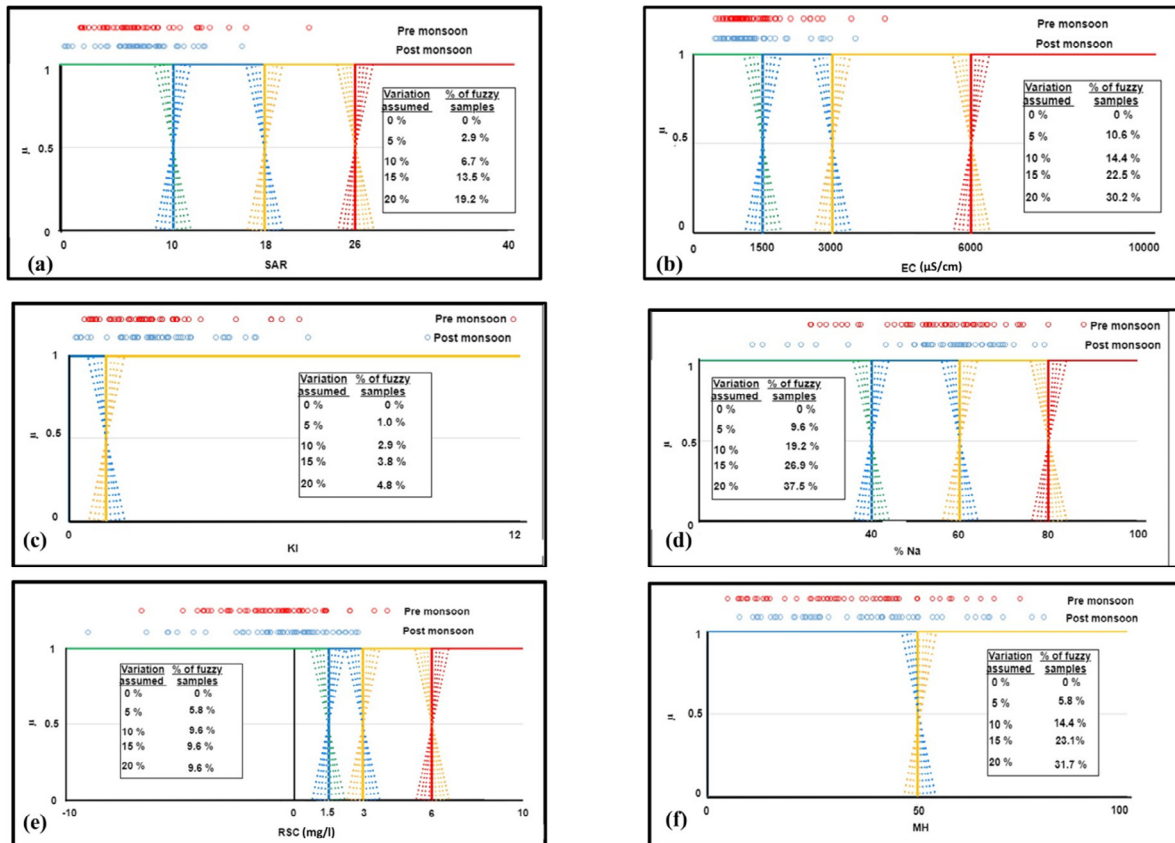 Pre monsoon
Post monsoon
1
0.5
0
μ
Variation assumed % of fuzzy samples
0 % 0 %
5 % 2.9 %
10 % 6.7 %
15 % 13.5 %
20 % 19.2 %
0 10 18 26 40
SAR
(a)
Pre monsoon
Post monsoon
1
0.5
0
μ
Variation assumed % of fuzzy samples
0 % 0 %
5 % 10.6 %
10 % 14.4 %
15 % 22.5 %
20 % 30.2 %
0 1500 3000 6000 10000
EC (μS/cm)
(b)
Pre monsoon
Post monsoon
1
0.5
0
μ
Variation assumed % of fuzzy samples
0 % 0 %
5 % 1.0 %
10 % 2.9 %
15 % 3.8 %
20 % 4.8 %
0 12
KI
(c)
Pre monsoon
Post monsoon
1
0.5
0
μ
Variation assumed % of fuzzy samples
0 % 0 %
5 % 9.6 %
10 % 19.2 %
15 % 26.9 %
20 % 37.5 %
40 60 80 100
% Na
(d)
Pre monsoon
Post monsoon
1
0.5
0
μ
Variation assumed % of fuzzy samples
0 % 0 %
5 % 5.8 %
10 % 9.6 %
15 % 9.6 %
20 % 9.6 %
-10 0 1.5 3 6 10
RSC (mg/l)
(e)
Pre monsoon
Post monsoon
1
0.5
0
μ
Variation assumed % of fuzzy samples
0 % 0 %
5 % 5.8 %
10 % 14.4 %
15 % 23.1%
20 % 31.7 %
0 50 100
MH
(f)